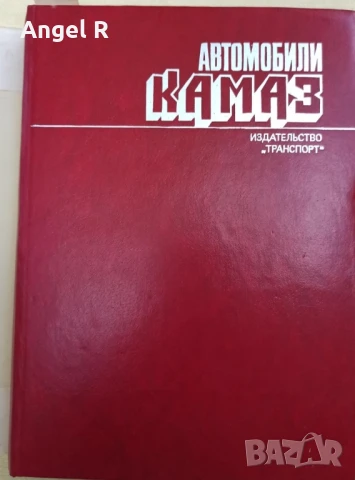 Angel R
АВТОМОБИЛИ
КАМАЗ
ИЗДАТЕЛЬСТВО
„ТРАНСПОРТ“
BAZAR